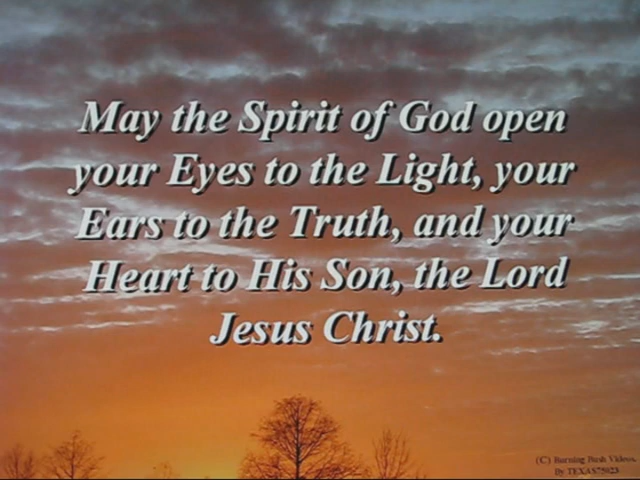 May the Spirit of God open
your Eyes to the Light, your
Ears to the Truth, and your
Heart to His Son, the Lord
Jesus Christ.
(C) Burning Bush Videos.
By TEXAS75023